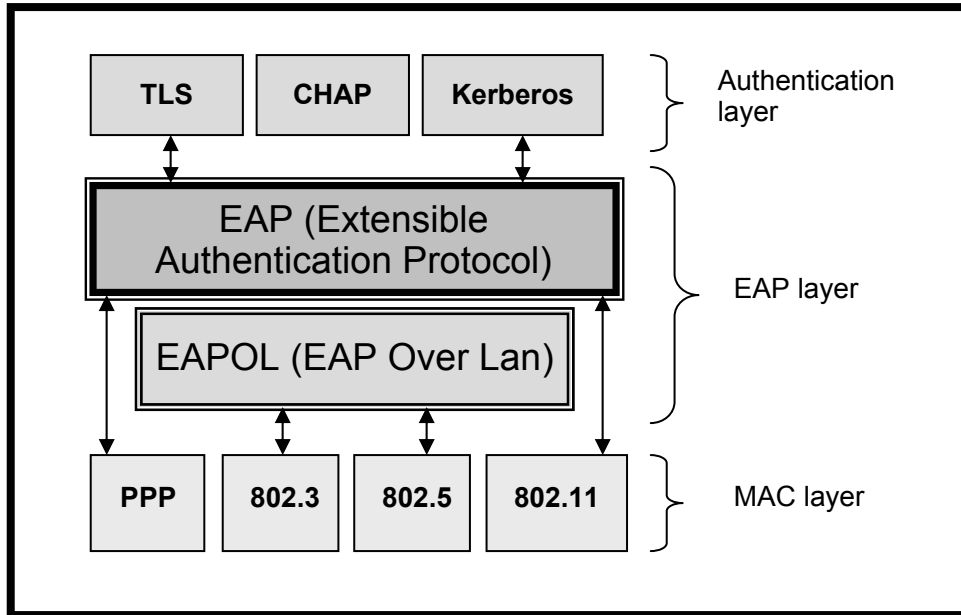 TLS
CHAP
Kerberos
Authentication
layer
EAP (Extensible
Authentication Protocol)
EAP layer
EAPOL (EAP Over Lan)
PPP
802.3
802.5
802.11
MAC layer